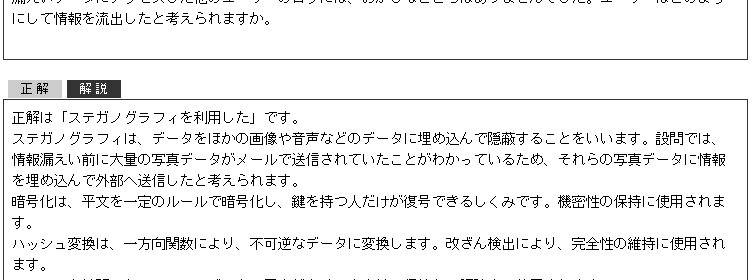 にして情報を流出したと考えられますか。
正解 解説
正解は「ステガノグラフィを利用した」です。
ステガノグラフィは、データをほかの画像や音声などのデータに埋め込んで隠蔽することをいいます。設問では、
情報漏えい前に大量の写真データがメールで送信されていたことがわかっているため、それらの写真データに情報
を埋め込んで外部へ送信したと考えられます。
暗号化は、平文を一定のルールで暗号化し、鍵を持つ人だけが復号できるしくみです。機密性の保持に使用されま
す。
ハッシュ変換は、一方向関数により、不可逆なデータに変換します。改ざん検出により、完全性の維持に使用され
ます。